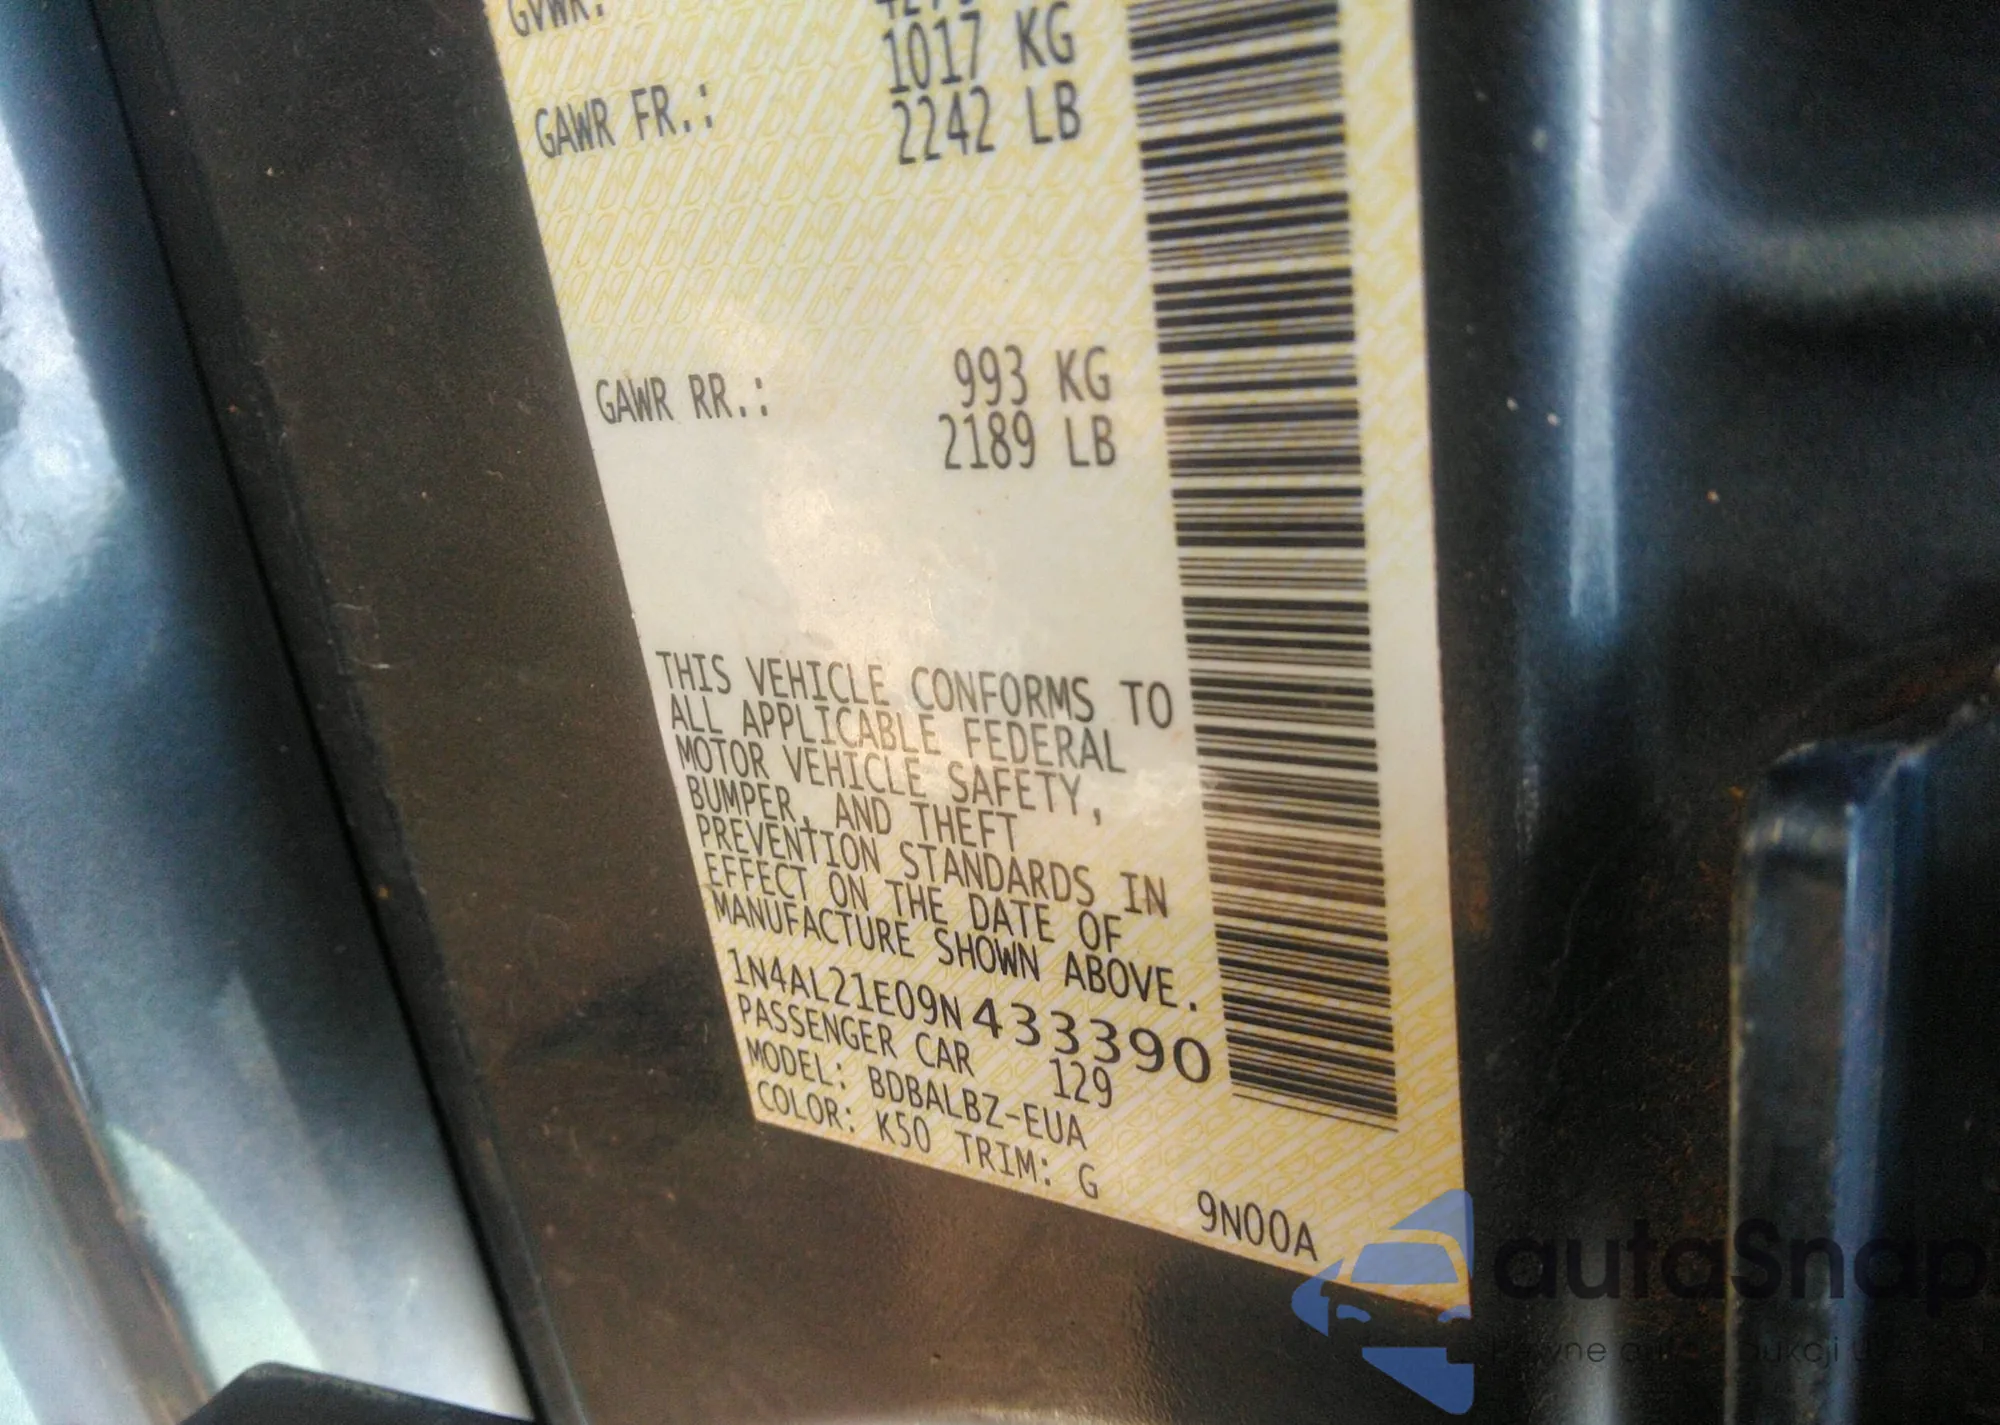 GVWR:
1017 KG
GAWR FR.: 2242 LB
993 KG
GAWR RR.: 2189 LB
THIS VEHICLE CONFORMS TO
ALL APPLICABLE FEDERAL
MOTOR VEHICLE SAFETY,
BUMPER, AND THEFT
PREVENTION STANDARDS IN
EFFECT ON THE DATE OF
MANUFACTURE SHOWN ABOVE.
1N4AL21E09N433390
PASSENGER CAR 129
MODEL: BDBALBZ-EUA
COLOR: K50 TRIM: G
9N00A
autaSnap